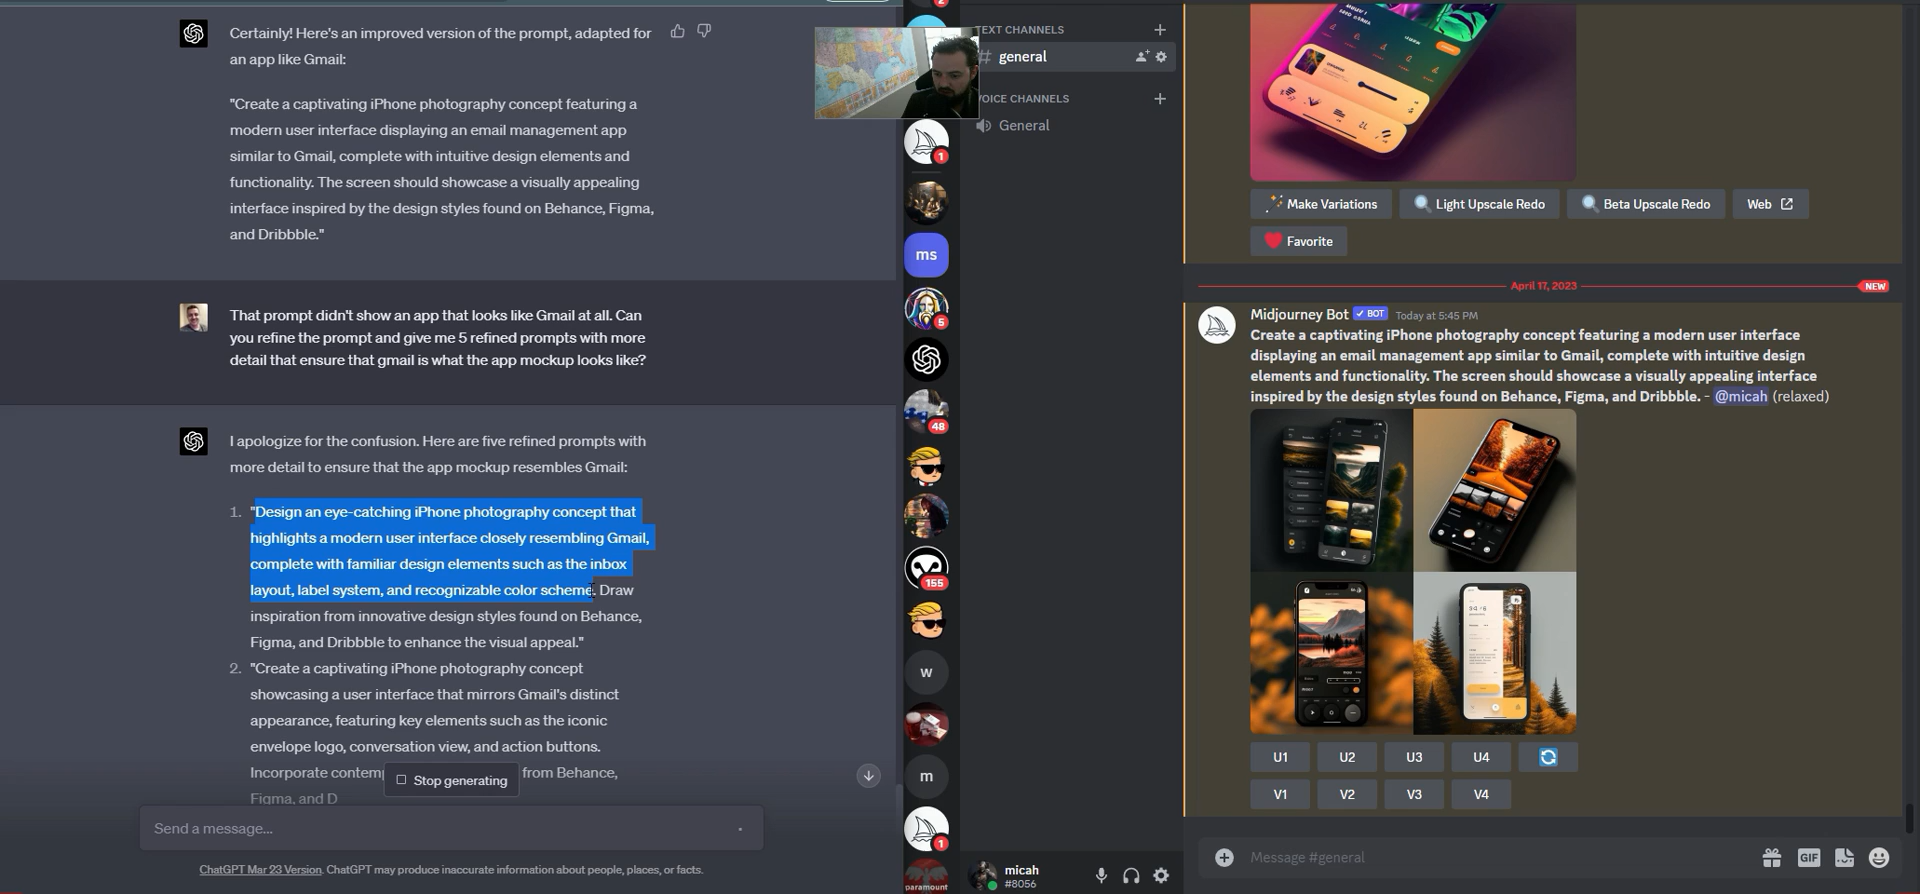 Certainly! Here's an improved version of the prompt, adapted for
an app like Gmail:
"Create a captivating iPhone photography concept featuring a
modern user interface displaying an email management app
similar to Gmail, complete with intuitive design elements and
functionality. The screen should showcase a visually appealing
interface inspired by the design styles found on Behance, Figma,
and Dribbble."
That prompt didn't show an app that looks like Gmail at all. Can
you refine the prompt and give me 5 refined prompts with more
detail that ensure that gmail is what the app mockup looks like?
I apologize for the confusion. Here are five refined prompts with
more detail to ensure that the app mockup resembles Gmail:
1. "Design an eye-catching iPhone photography concept that
highlights a modern user interface closely resembling Gmail,
complete with familiar design elements such as the inbox
layout, label system, and recognizable color scheme. Draw
inspiration from innovative design styles found on Behance,
Figma, and Dribbble to enhance the visual appeal."
2. "Create a captivating iPhone photography concept
showcasing a user interface that mirrors Gmail's distinct
appearance, featuring key elements such as the iconic
envelope logo, conversation view, and action buttons.
Incorporate from Behance,
Figma, and D
Stop generating
Send a message...
ChatGPT Mar 23 Version. ChatGPT may produce inaccurate information about people, places, or facts.
2
1
ms
5
48
155
w
m
1
paramount
TEXT CHANNELS
general
VOICE CHANNELS
General
micah
#8056
Make Variations
Light Upscale Redo
Beta Upscale Redo
Web
Favorite
April 17, 2023
NEW
Midjourney Bot ✓ BOT Today at 5:45 PM
Create a captivating iPhone photography concept featuring a modern user interface
displaying an email management app similar to Gmail, complete with intuitive design
elements and functionality. The screen should showcase a visually appealing interface
inspired by the design styles found on Behance, Figma, and Dribbble. - @micah (relaxed)
U1 U2 U3 U4
V1 V2 V3 V4
Message #general
GIF